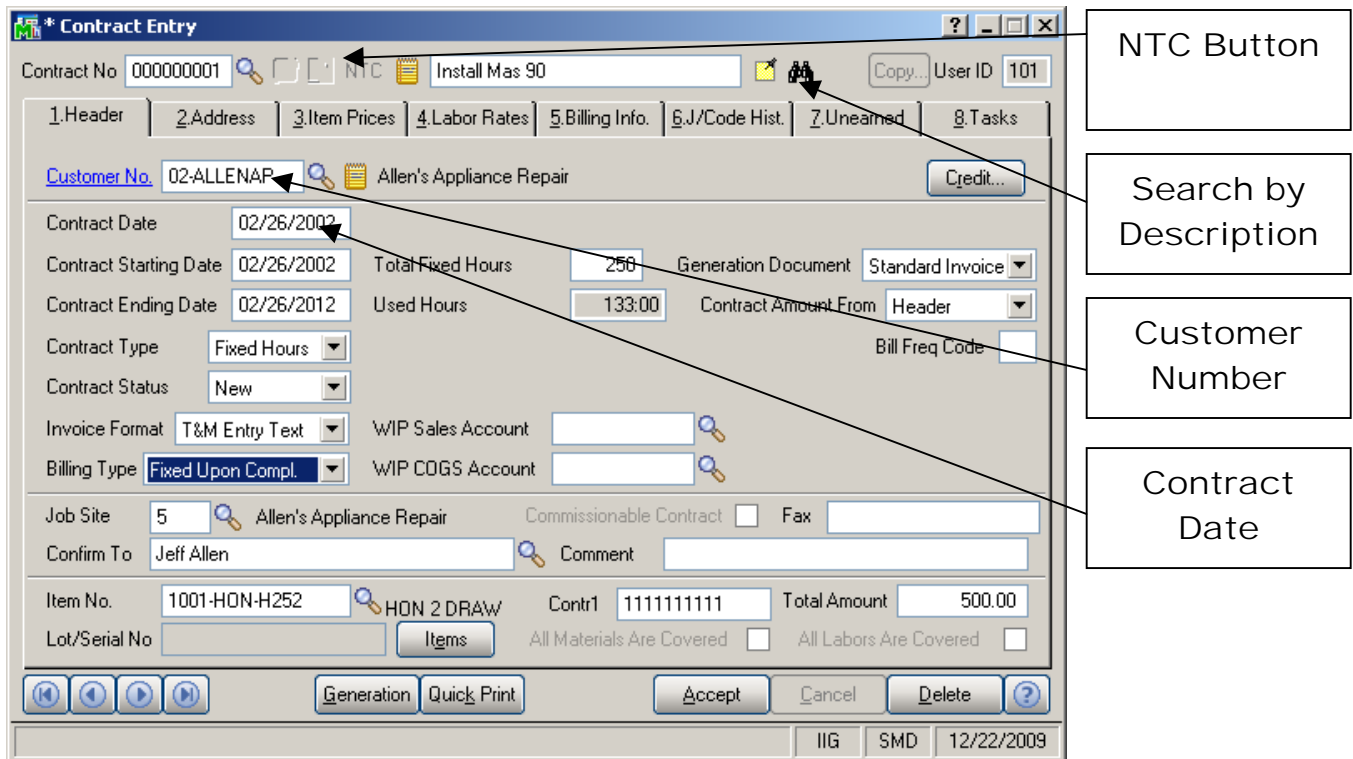 * Contract Entry
Contract No 000000001 NTC Install Mas 90 Copy... User ID 101
1.Header 2.Address 3.Item Prices 4.Labor Rates 5.Billing Info. 6.J/Code Hist. 7.Unearned 8.Tasks
Customer No. 02-ALLENAP Allen's Appliance Repair Credit...
Contract Date 02/26/2002
Contract Starting Date 02/26/2002 Total Fixed Hours 250 Generation Document Standard Invoice
Contract Ending Date 02/26/2012 Used Hours 133:00 Contract Amount From Header
Contract Type Fixed Hours Bill Freq Code
Contract Status New
Invoice Format T&M Entry Text WIP Sales Account
Billing Type Fixed Upon Compl. WIP COGS Account
Job Site 5 Allen's Appliance Repair Commissionable Contract Fax
Confirm To Jeff Allen Comment
Item No. 1001-HON-H252 HON 2 DRAW Contr1 1111111111 Total Amount 500.00
Lot/Serial No Items All Materials Are Covered All Labors Are Covered
Generation Quick Print Accept Cancel Delete
IIG SMD 12/22/2009
NTC Button
Search by
Description
Customer
Number
Contract
Date